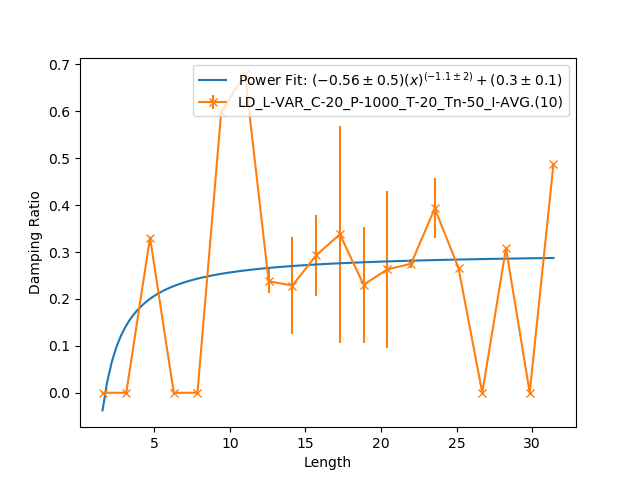 0.7
0.6
0.5
0.4
0.3
0.2
0.1
0.0
Damping Ratio
Power Fit: (−0.56 ± 0.5)(x)^(−1.1 ± 2) + (0.3 ± 0.1)
LD_L-VAR_C-20_P-1000_T-20_Tn-50_I-AVG.(10)
5 10 15 20 25 30
Length